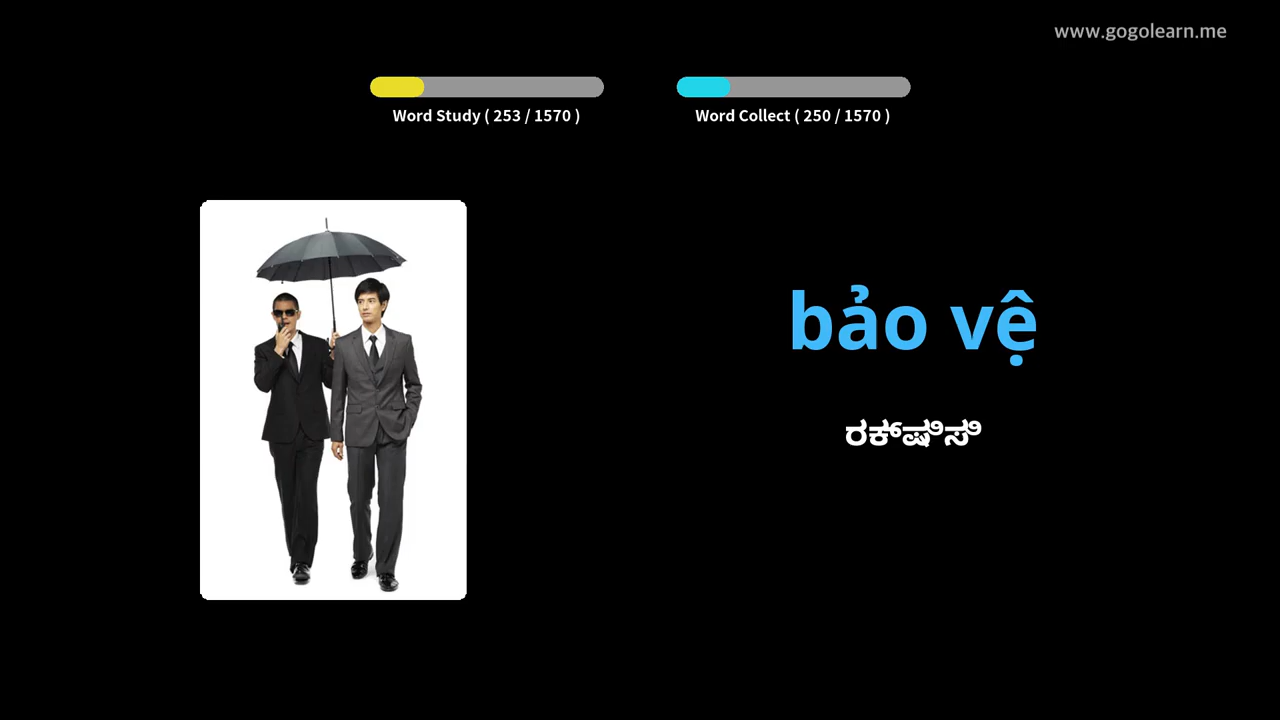 www.gogolearn.me
Word Study ( 253 / 1570 )
Word Collect ( 250 / 1570 )
bảo vệ
ರಕ್ಷಿಸಿ